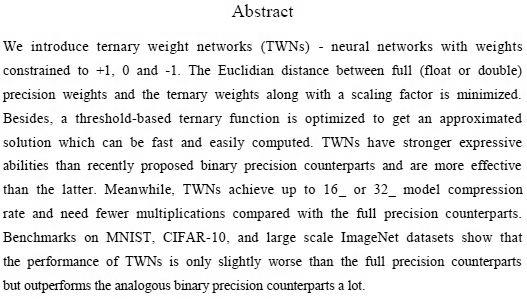 Abstract
We introduce ternary weight networks (TWNs) - neural networks with weights
constrained to +1, 0 and -1. The Euclidian distance between full (float or double)
precision weights and the ternary weights along with a scaling factor is minimized.
Besides, a threshold-based ternary function is optimized to get an approximated
solution which can be fast and easily computed. TWNs have stronger expressive
abilities than recently proposed binary precision counterparts and are more effective
than the latter. Meanwhile, TWNs achieve up to 16_ or 32_ model compression
rate and need fewer multiplications compared with the full precision counterparts.
Benchmarks on MNIST, CIFAR-10, and large scale ImageNet datasets show that
the performance of TWNs is only slightly worse than the full precision counterparts
but outperforms the analogous binary precision counterparts a lot.